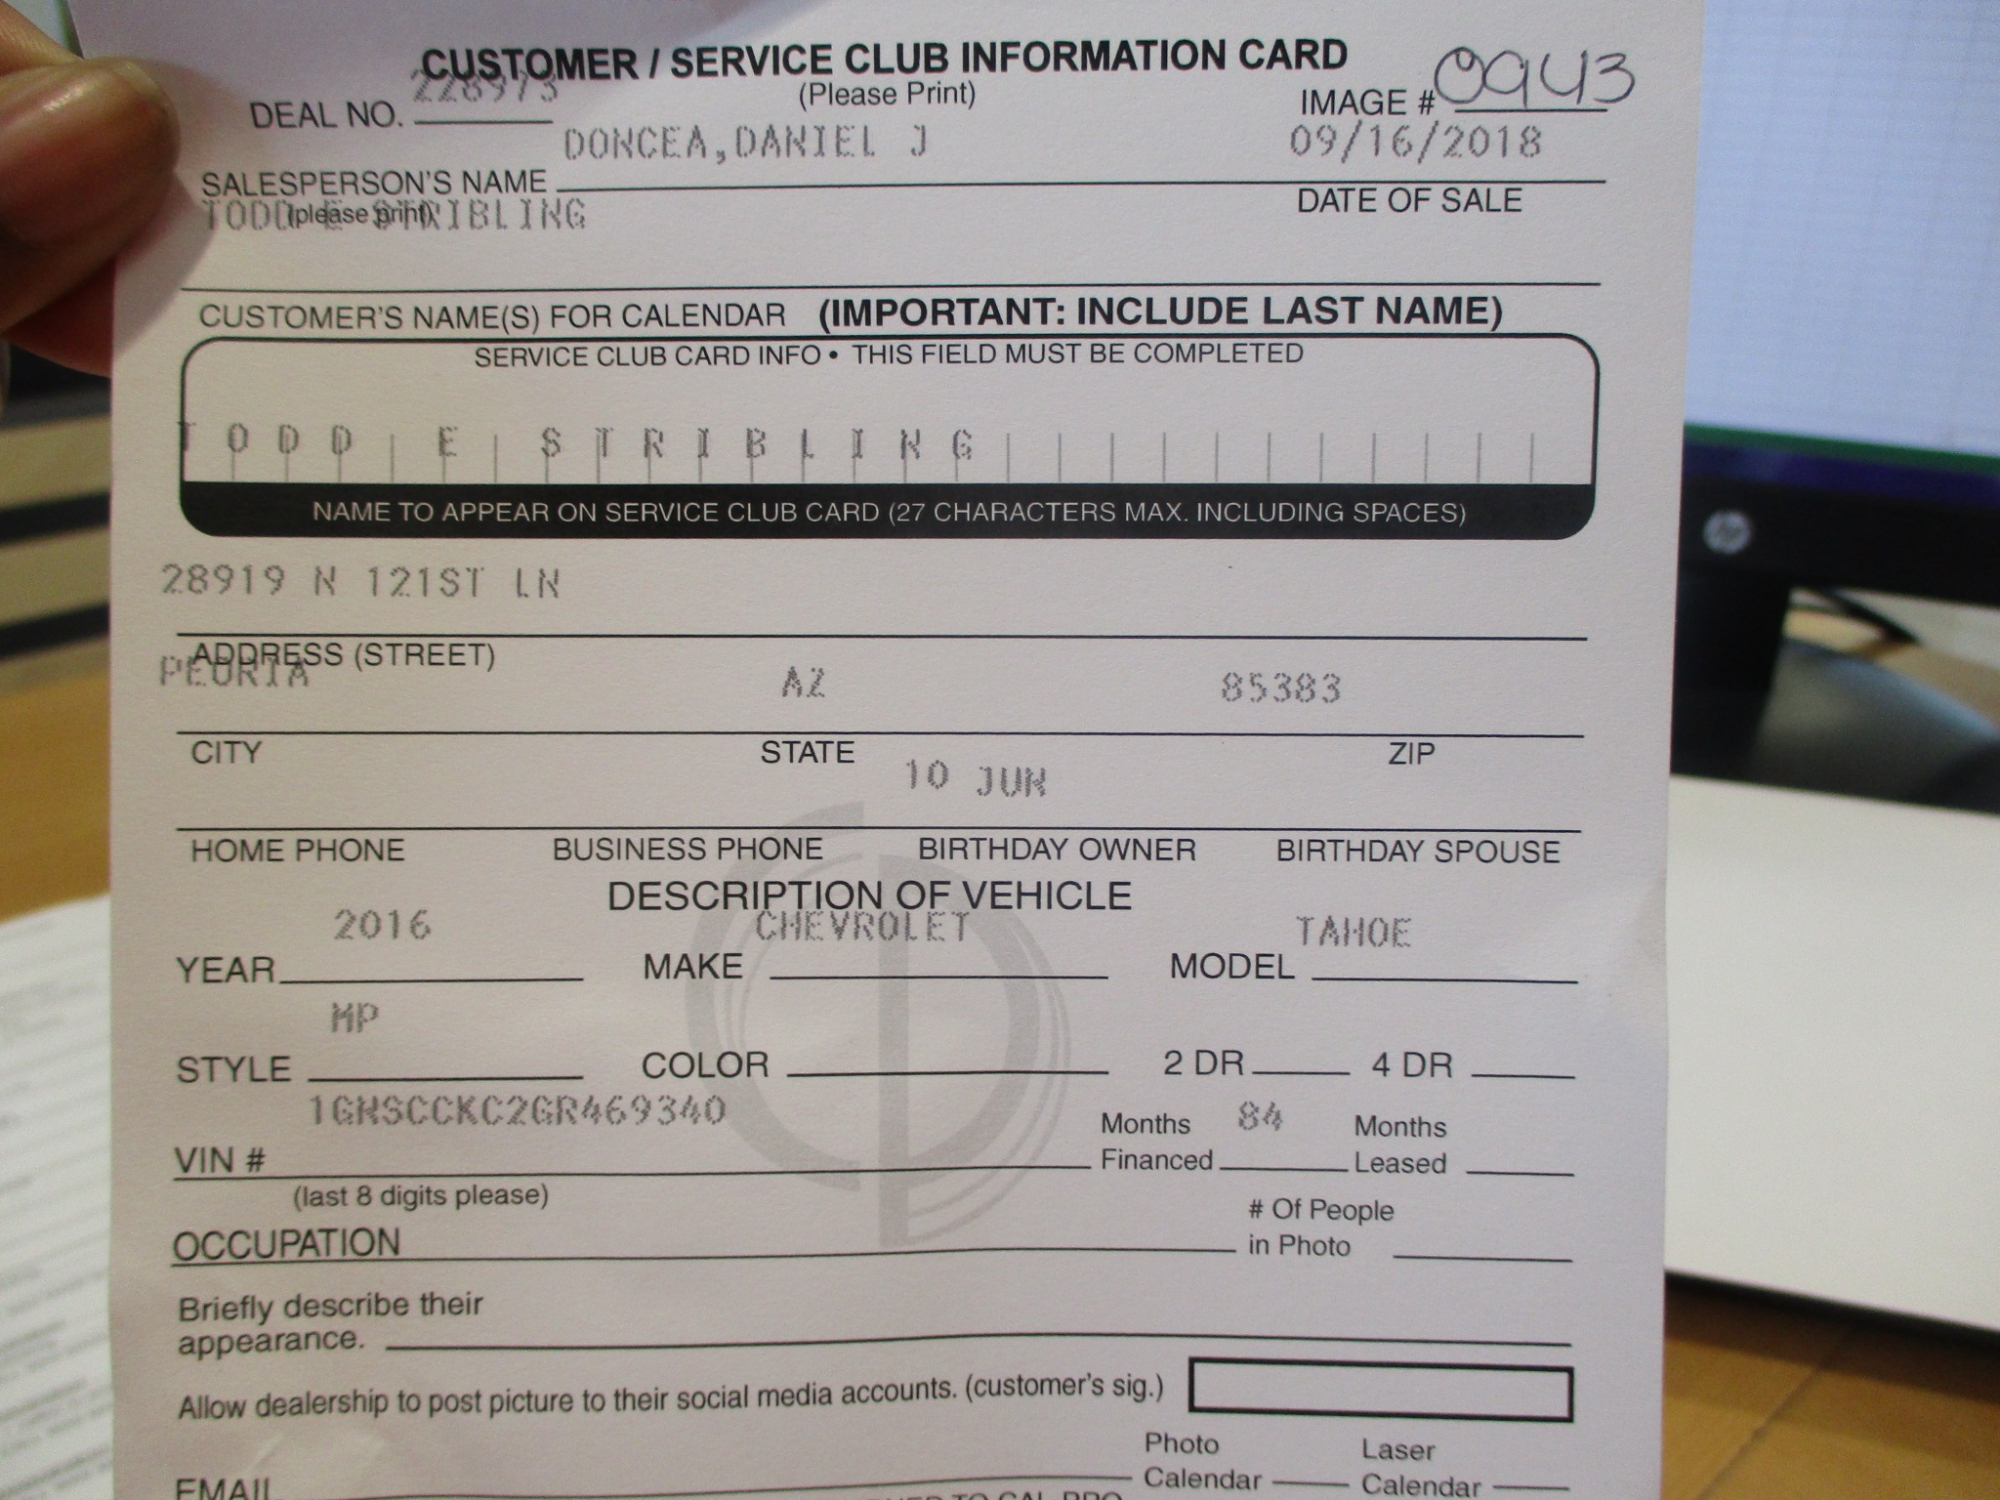 CUSTOMER / SERVICE CLUB INFORMATION CARD
228973
DEAL NO.
(Please Print)
IMAGE # 0943
DONCEA,DANIEL J
09/16/2018
SALESPERSON'S NAME
DATE OF SALE
(please print)
TODD E STRIBLING
CUSTOMER'S NAME(S) FOR CALENDAR (IMPORTANT: INCLUDE LAST NAME)
SERVICE CLUB CARD INFO • THIS FIELD MUST BE COMPLETED
TODD E STRIBLING
NAME TO APPEAR ON SERVICE CLUB CARD (27 CHARACTERS MAX. INCLUDING SPACES)
28919 N 121ST LN
ADDRESS (STREET)
PEORIA AZ 85383
CITY STATE ZIP
10 JUN
HOME PHONE BUSINESS PHONE BIRTHDAY OWNER BIRTHDAY SPOUSE
DESCRIPTION OF VEHICLE
2016 CHEVROLET TAHOE
YEAR MAKE MODEL
MP
STYLE COLOR 2 DR 4 DR
1GNSCCKC2GR469340
Months Financed 84
Months Leased
VIN #
(last 8 digits please)
# Of People in Photo
OCCUPATION
Briefly describe their
appearance.
Allow dealership to post picture to their social media accounts. (customer's sig.)
Photo Calendar
Laser Calendar
EMAIL